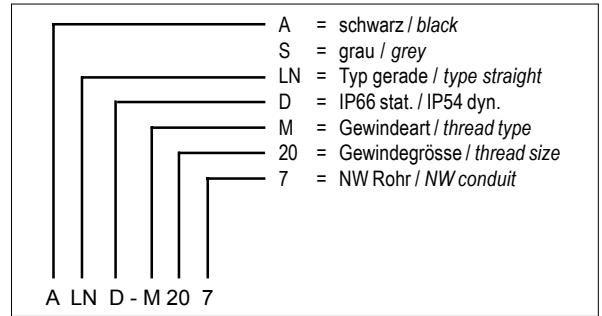 A = schwarz / black
S = grau / grey
LN = Typ gerade / type straight
D = IP66 stat. / IP54 dyn.
M = Gewindeart / thread type
20 = Gewindegrösse / thread size
7 = NW Rohr / NW conduit
A LN D - M 20 7